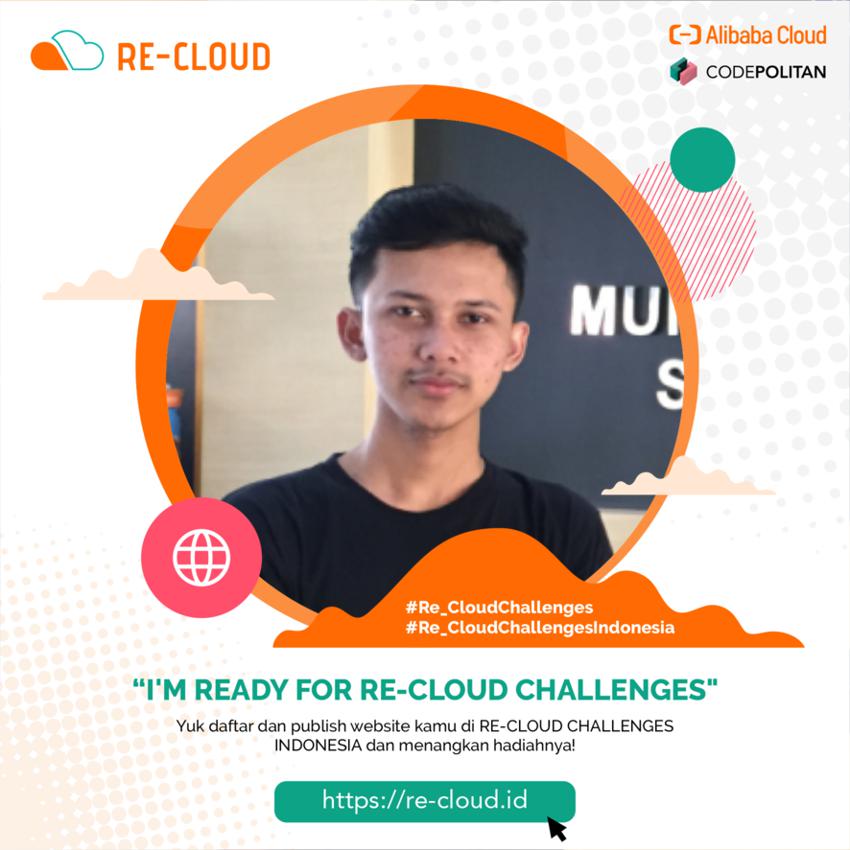 RE-CLOUD
Alibaba Cloud
CODEPOLITAN
#Re_CloudChallenges
#Re_CloudChallengesIndonesia
“I'M READY FOR RE-CLOUD CHALLENGES"
Yuk daftar dan publish website kamu di RE-CLOUD CHALLENGES
INDONESIA dan menangkan hadiahnya!
https://re-cloud.id